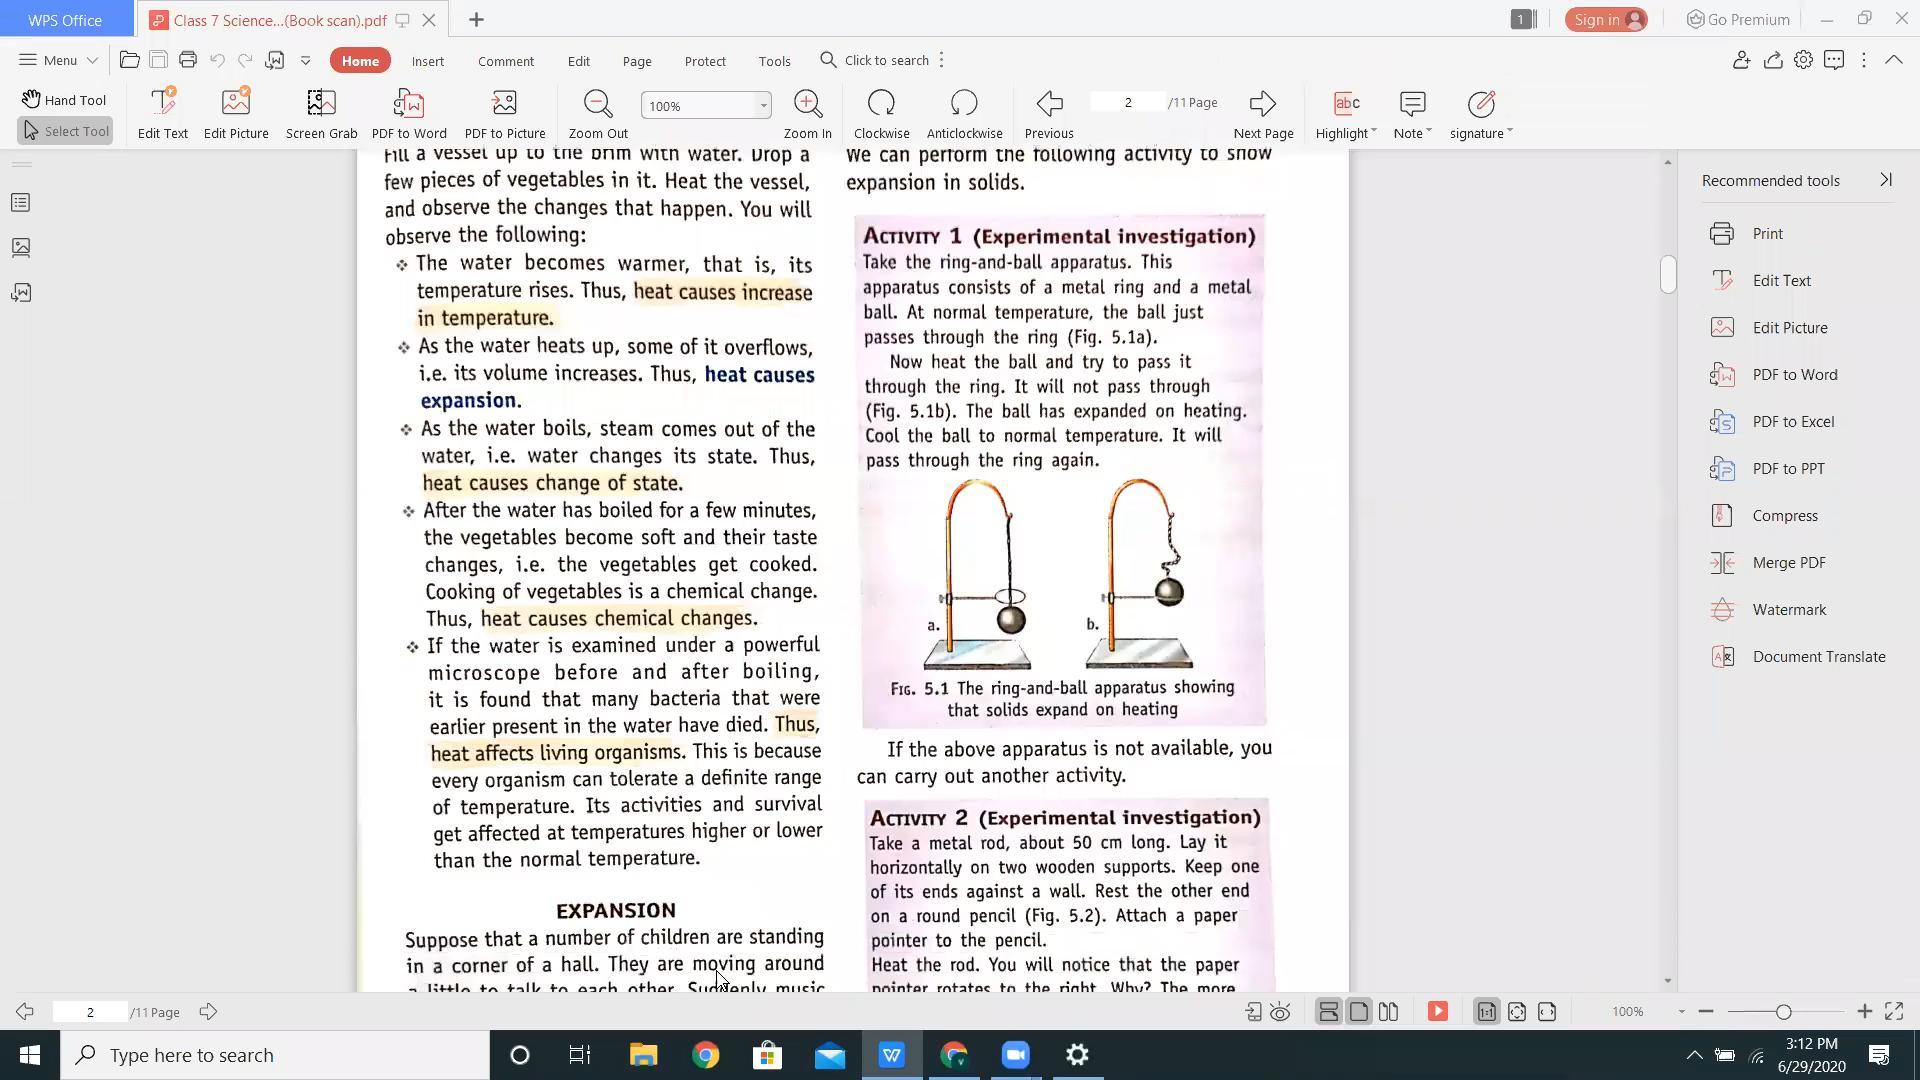 WPS Office
Class 7 Science...(Book scan).pdf
1
Sign in
Go Premium
Menu
Home
Insert
Comment
Edit
Page
Protect
Tools
Click to search
Hand Tool
Select Tool
Edit Text
Edit Picture
Screen Grab
PDF to Word
PDF to Picture
Zoom Out
100%
Zoom In
Clockwise
Anticlockwise
Previous
2 /11 Page
Next Page
abc
Highlight
Note
signature
Fill a vessel up to the brim with water. Drop a
few pieces of vegetables in it. Heat the vessel,
and observe the changes that happen. You will
observe the following:
❖ The water becomes warmer, that is, its
temperature rises. Thus, heat causes increase
in temperature.
❖ As the water heats up, some of it overflows,
i.e. its volume increases. Thus, heat causes
expansion.
❖ As the water boils, steam comes out of the
water, i.e. water changes its state. Thus,
heat causes change of state.
❖ After the water has boiled for a few minutes,
the vegetables become soft and their taste
changes, i.e. the vegetables get cooked.
Cooking of vegetables is a chemical change.
Thus, heat causes chemical changes.
❖ If the water is examined under a powerful
microscope before and after boiling,
it is found that many bacteria that were
earlier present in the water have died. Thus,
heat affects living organisms. This is because
every organism can tolerate a definite range
of temperature. Its activities and survival
get affected at temperatures higher or lower
than the normal temperature.
EXPANSION
Suppose that a number of children are standing
in a corner of a hall. They are moving around
a little to talk to each other. Suddenly music
We can perform the following activity to show
expansion in solids.
ACTIVITY 1 (Experimental investigation)
Take the ring-and-ball apparatus. This
apparatus consists of a metal ring and a metal
ball. At normal temperature, the ball just
passes through the ring (Fig. 5.1a).
Now heat the ball and try to pass it
through the ring. It will not pass through
(Fig. 5.1b). The ball has expanded on heating.
Cool the ball to normal temperature. It will
pass through the ring again.
a.
b.
FIG. 5.1 The ring-and-ball apparatus showing
that solids expand on heating
If the above apparatus is not available, you
can carry out another activity.
ACTIVITY 2 (Experimental investigation)
Take a metal rod, about 50 cm long. Lay it
horizontally on two wooden supports. Keep one
of its ends against a wall. Rest the other end
on a round pencil (Fig. 5.2). Attach a paper
pointer to the pencil.
Heat the rod. You will notice that the paper
pointer rotates to the right. Why? The more
Recommended tools
Print
Edit Text
Edit Picture
PDF to Word
PDF to Excel
PDF to PPT
Compress
Merge PDF
Watermark
Document Translate
2 /11 Page
100%
Type here to search
3:12 PM
6/29/2020